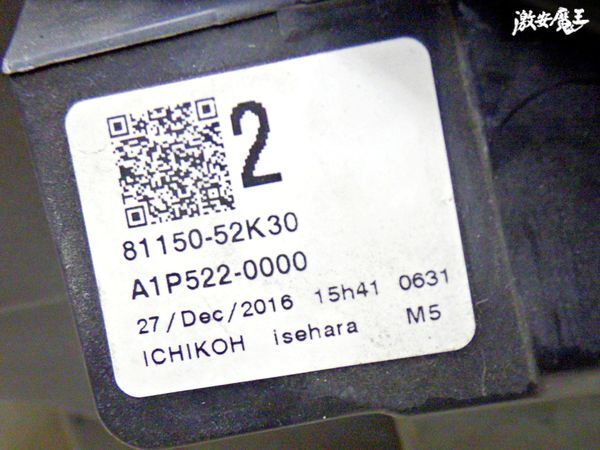 激安魔王
2
81150-52K30
A1P522-0000
27/Dec/2016 15h41 0631
ICHIKOH isehara M5